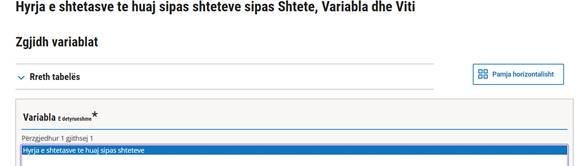 Hyrja e shtetasve te huaj sipas shteteve sipas Shtete, Variabla dhe Viti
Zgjidh variablat
Rreth tabelës
Pamja horizontalisht
Variabla E detyrueshme*
Përzgjedhur 1 gjithsej 1
Hyrja e shtetasve te huaj sipas shteteve